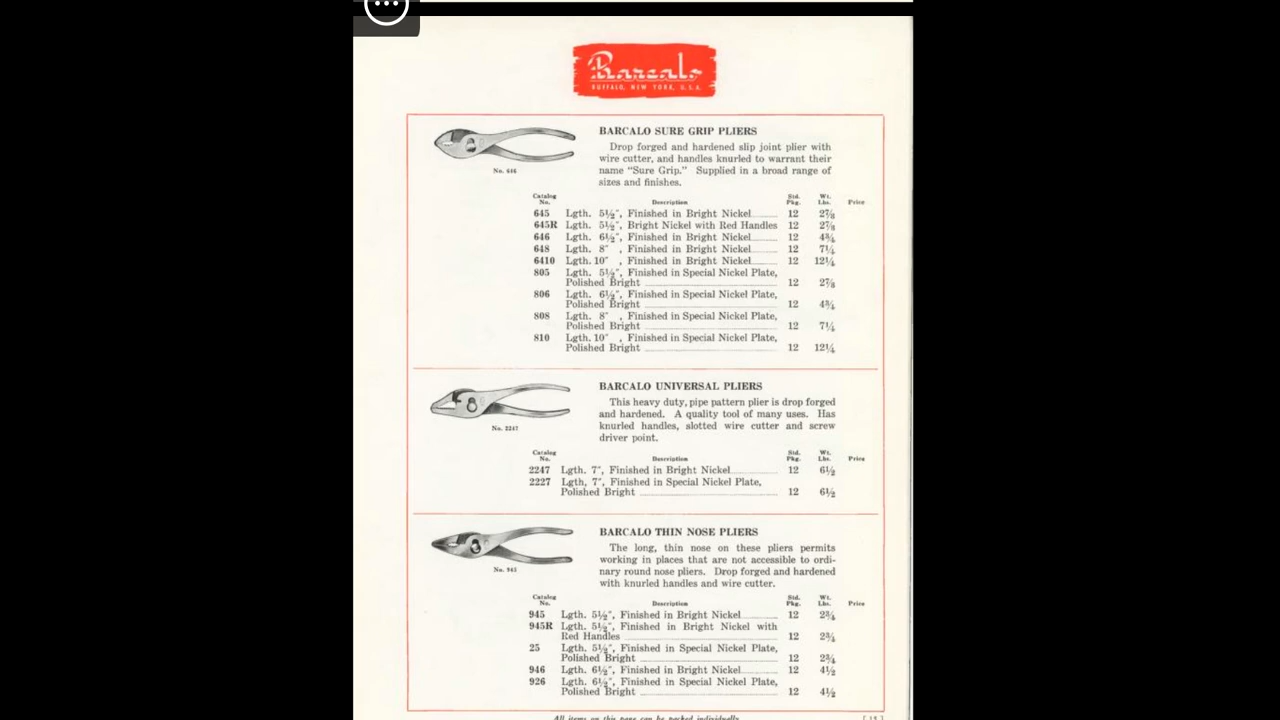 Barcalo
BUFFALO, NEW YORK, U.S.A.
BARCALO SURE GRIP PLIERS
Drop forged and hardened slip joint plier with
wire cutter, and handles knurled to warrant their
name "Sure Grip." Supplied in a broad range of
sizes and finishes.
No. 646
Catalog No. Description Std. Pkg. Wt. Lbs. Price
645 Lgth. 5½", Finished in Bright Nickel 12 2⅞
645R Lgth. 5½", Bright Nickel with Red Handles 12 2⅞
646 Lgth. 6½", Finished in Bright Nickel 12 4¾
648 Lgth. 8" , Finished in Bright Nickel 12 7¼
6410 Lgth. 10" , Finished in Bright Nickel 12 12¼
805 Lgth. 5½", Finished in Special Nickel Plate,
Polished Bright 12 2⅞
806 Lgth. 6½", Finished in Special Nickel Plate,
Polished Bright 12 4¾
808 Lgth. 8" , Finished in Special Nickel Plate,
Polished Bright 12 7¼
810 Lgth. 10" , Finished in Special Nickel Plate,
Polished Bright 12 12¼
BARCALO UNIVERSAL PLIERS
This heavy duty, pipe pattern plier is drop forged
and hardened. A quality tool of many uses. Has
knurled handles, slotted wire cutter and screw
driver point.
No. 2247
Catalog No. Description Std. Pkg. Wt. Lbs. Price
2247 Lgth. 7", Finished in Bright Nickel 12 6½
2227 Lgth, 7", Finished in Special Nickel Plate,
Polished Bright 12 6½
BARCALO THIN NOSE PLIERS
The long, thin nose on these pliers permits
working in places that are not accessible to ordi-
nary round nose pliers. Drop forged and hardened
with knurled handles and wire cutter.
No. 945
Catalog No. Description Std. Pkg. Wt. Lbs. Price
945 Lgth. 5½", Finished in Bright Nickel 12 2¾
945R Lgth. 5½", Finished in Bright Nickel with
Red Handles 12 2¾
25 Lgth. 5½", Finished in Special Nickel Plate,
Polished Bright 12 2¾
946 Lgth. 6½", Finished in Bright Nickel 12 4½
926 Lgth. 6½", Finished in Special Nickel Plate,
Polished Bright 12 4½
All items on this page can be packed individually